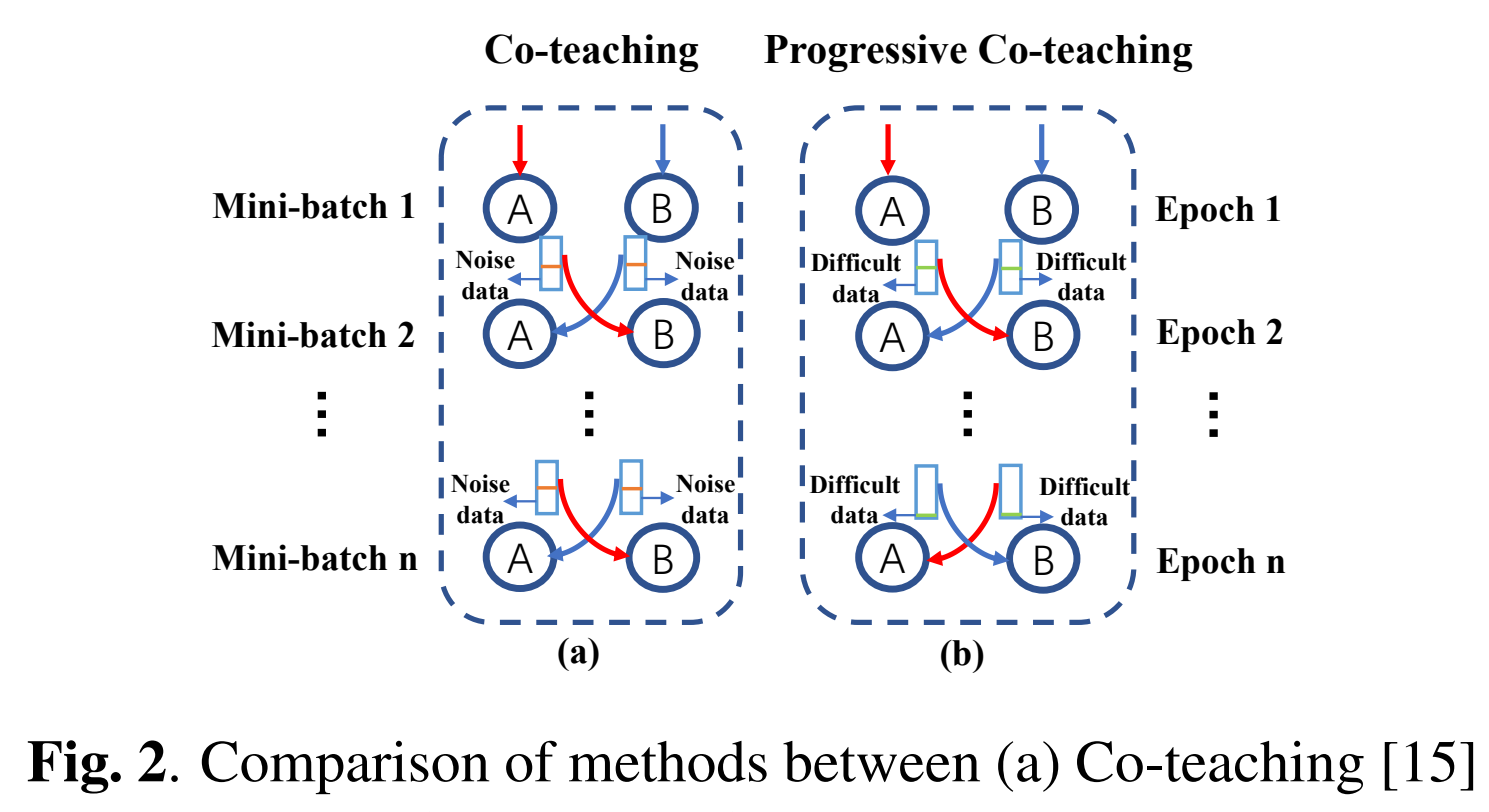 Co-teaching
Progressive Co-teaching
Mini-batch 1
A
B
Epoch 1
Noise
data
Noise
data
Difficult
data
Difficult
data
A
B
Mini-batch 2
A
B
A
B
Epoch 2
Noise
data
Noise
data
Difficult
data
Difficult
data
Mini-batch n
A
B
A
B
Epoch n
(a)
(b)
Fig. 2. Comparison of methods between (a) Co-teaching [15]